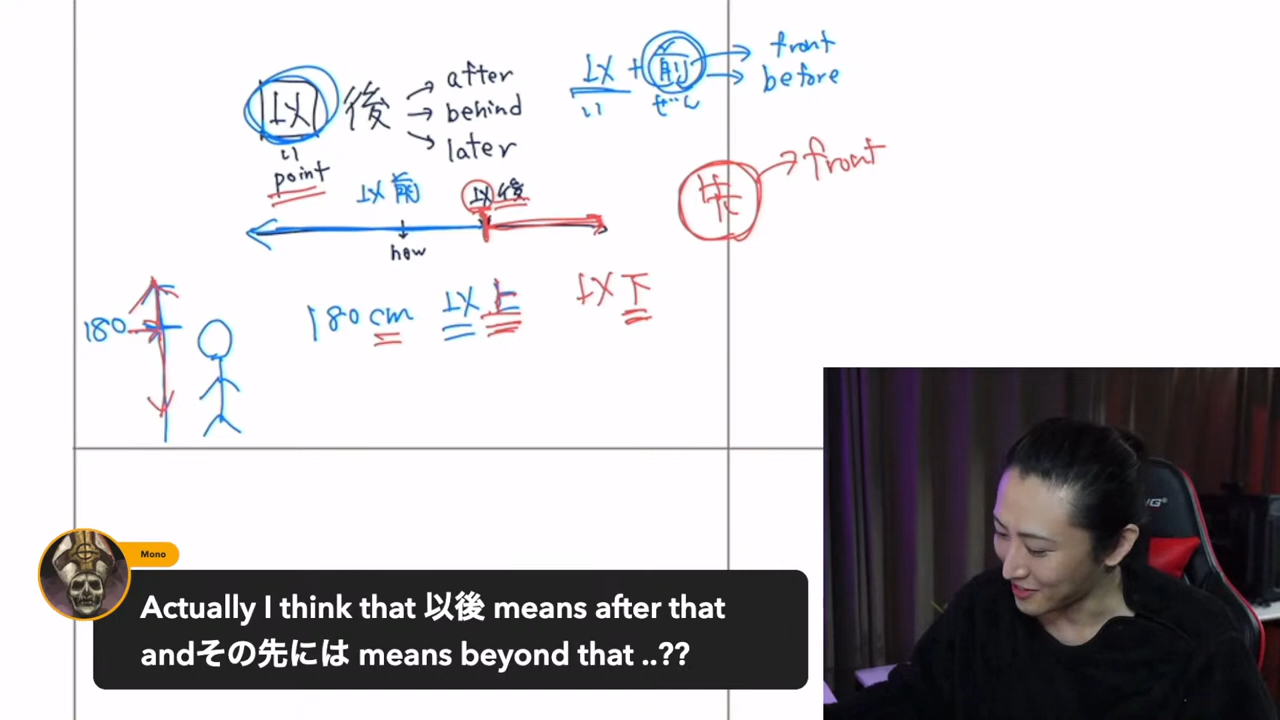 以後
い
point
after
behind
later
以+前
い ぜん
front
before
以前 以後
now
先
front
180
180cm 以上 以下
Mono
Actually I think that 以後 means after that
andその先には means beyond that ..??